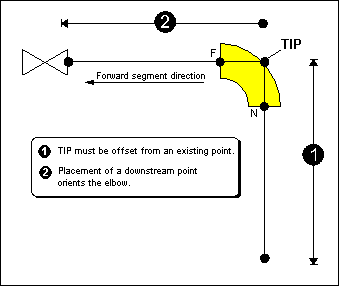 2
TIP
F
Forward segment direction
N
1
1 TIP must be offset from an existing point.
2 Placement of a downstream point
orients the elbow.